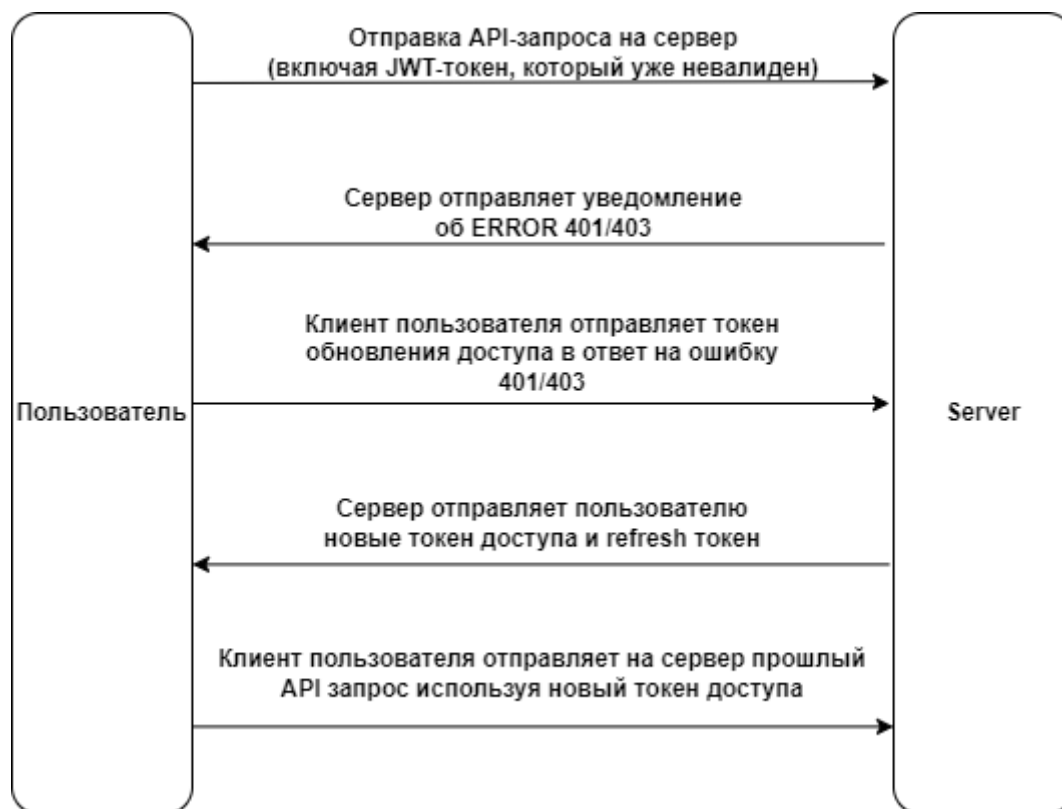 Отправка API-запроса на сервер
(включая JWT-токен, который уже невалиден)
Сервер отправляет уведомление
об ERROR 401/403
Клиент пользователя отправляет токен
обновления доступа в ответ на ошибку
401/403
Пользователь
Server
Сервер отправляет пользователю
новые токен доступа и refresh токен
Клиент пользователя отправляет на сервер прошлый
API запрос используя новый токен доступа